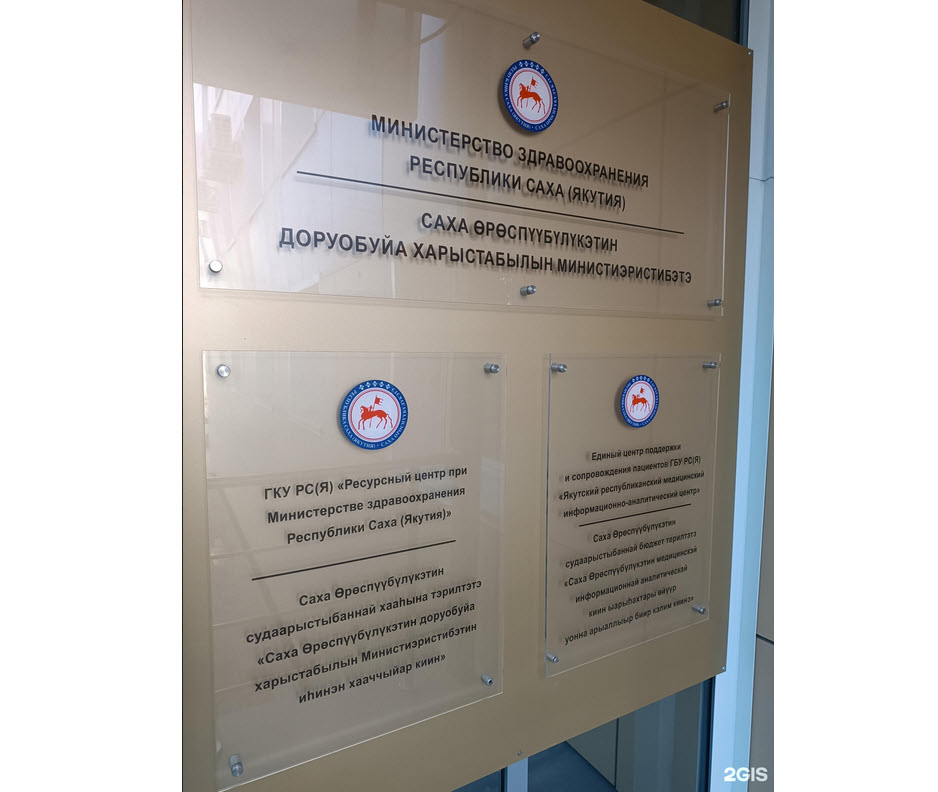 МИНИСТЕРСТВО ЗДРАВООХРАНЕНИЯ
РЕСПУБЛИКИ САХА (ЯКУТИЯ)
САХА ӨРӨСПҮҮБҮЛҮКЭТИН
ДОРУОБУЙА ХАРЫСТАБЫЛЫН МИНИСТИЭРИСТИБЭТЭ
ГКУ РС(Я) «Ресурсный центр при
Министерстве здравоохранения
Республики Саха (Якутия)»
Саха Өрөспүүбүлүкэтин
судаарыстыбаннай хааһына тэрилтэтэ
«Саха Өрөспүүбүлүкэтин доруобуйа
харыстабылын Министиэристибэтин
иһинэн хааччыйар киин»
Единый центр поддержки
и сопровождения пациентов ГБУ РС(Я)
«Якутский республиканский медицинский
информационно-аналитический центр»
Саха Өрөспүүбүлүкэтин
судаарыстыбаннай бюджет тэрилтэтэ
«Саха Өрөспүүбүлүкэтин медицинскэй
информационнай аналитическай
киин ыарыһахтары өйүүр
уонна арыаллыыр биир кэлим киинэ»
2GIS